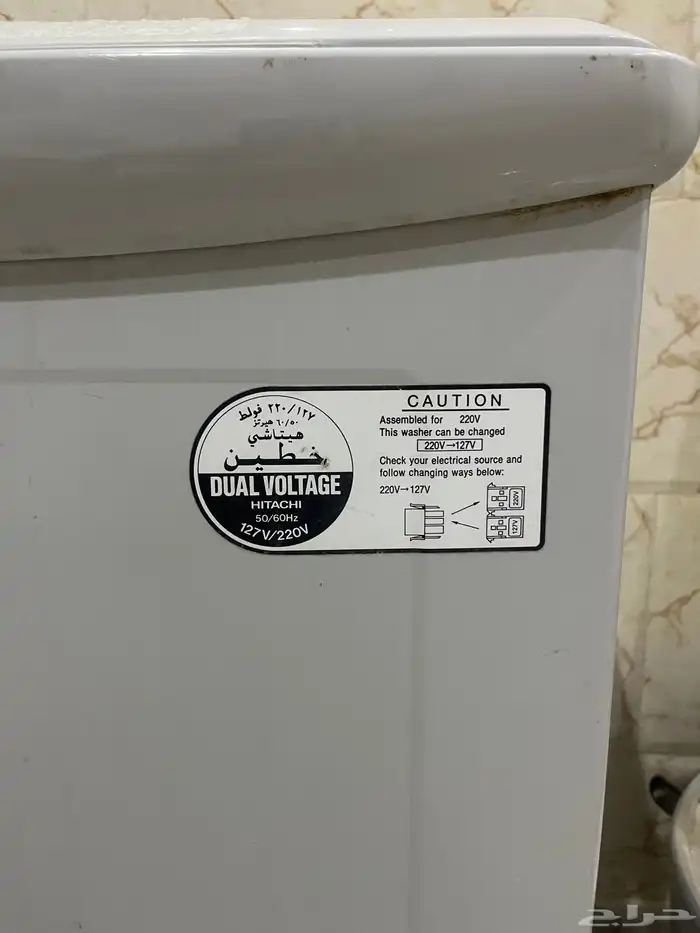 ١٢٧/٢٢٠ فولط
٦٠/٥٠ هيرتز
هيتاشي
خطين
DUAL VOLTAGE
HITACHI
50/60Hz
127V/220V
CAUTION
Assembled for 220V
This washer can be changed
220V→127V
Check your electrical source and
follow changing ways below:
220V→127V
220V
127V
حراج